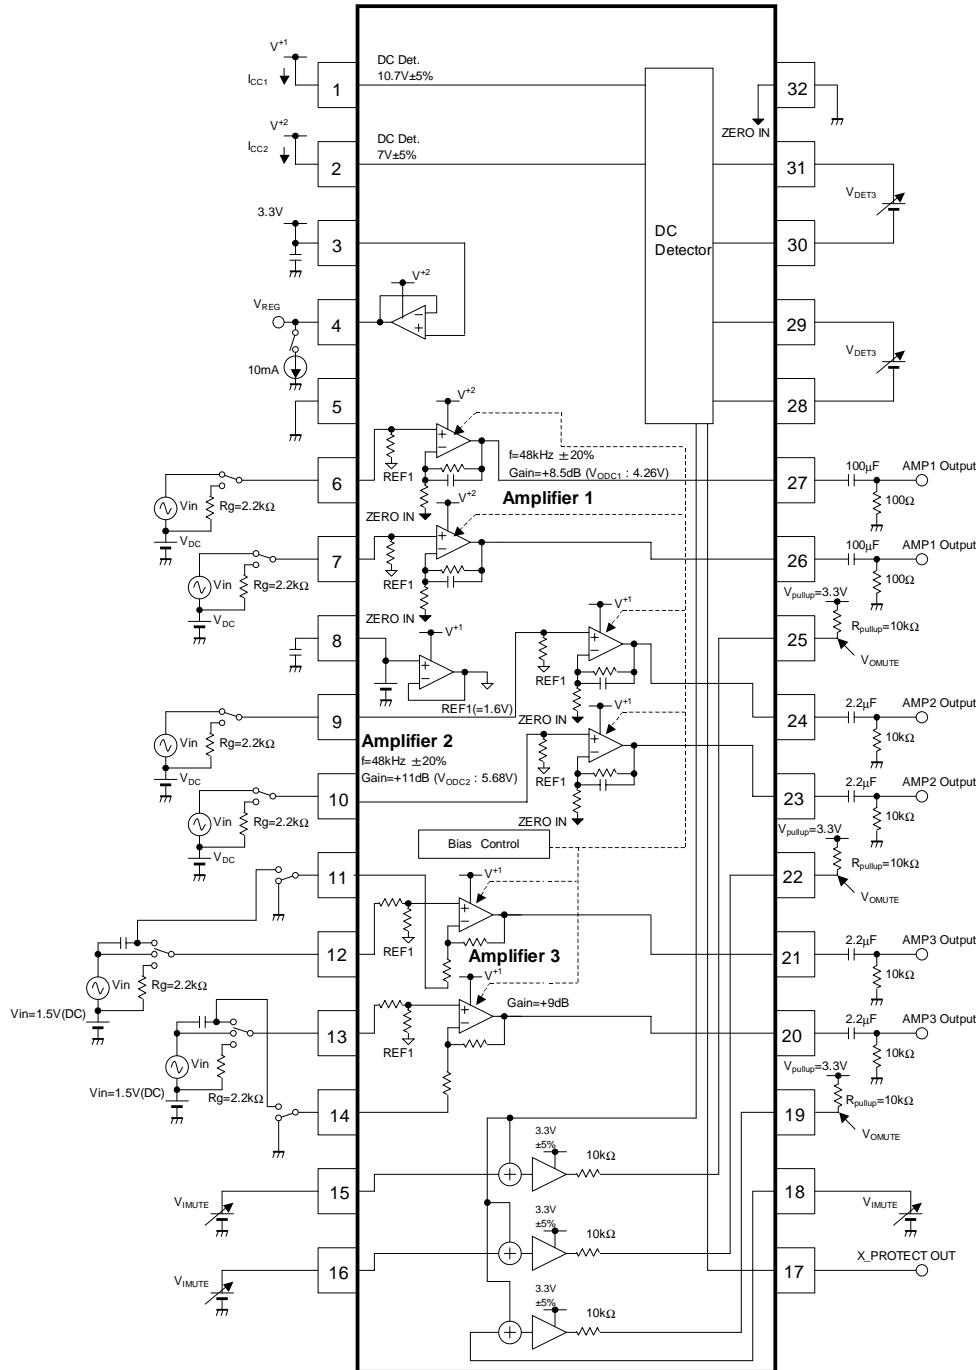 V+1
ICC1
1
DC Det.
10.7V±5%
32
ZERO IN
V+2
ICC2
2
DC Det.
7V±5%
31
VDET3
3.3V
3
DC
Detector
30
V+2
−
+
VREG
4
10mA
29
VDET3
5
28
V+2
+
−
f=48kHz ±20%
Gain=+8.5dB (VODC1 : 4.26V)
REF1
Amplifier 1
ZERO IN
6
Vin
Rg=2.2kΩ
VDC
27
100µF
AMP1 Output
100Ω
V+2
+
−
REF1
ZERO IN
7
Vin
Rg=2.2kΩ
VDC
26
100µF
AMP1 Output
100Ω
8
V+1
+
−
REF1(=1.6V)
V+1
+
−
REF1
ZERO IN
25
Vpullup=3.3V
Rpullup=10kΩ
VOMUTE
9
Vin
Rg=2.2kΩ
VDC
Amplifier 2
f=48kHz ±20%
Gain=+11dB (VODC2 : 5.68V)
V+1
+
−
REF1
ZERO IN
24
2.2µF
AMP2 Output
10kΩ
10
Vin
Rg=2.2kΩ
VDC
23
2.2µF
AMP2 Output
10kΩ
Bias Control
11
22
Vpullup=3.3V
Rpullup=10kΩ
VOMUTE
V+1
+
−
REF1
Amplifier 3
12
Vin
Rg=2.2kΩ
Vin=1.5V(DC)
21
2.2µF
AMP3 Output
10kΩ
V+1
+
−
Gain=+9dB
REF1
13
Vin
Rg=2.2kΩ
Vin=1.5V(DC)
20
2.2µF
AMP3 Output
10kΩ
14
19
Vpullup=3.3V
Rpullup=10kΩ
VOMUTE
15
VIMUTE
+
3.3V
±5%
10kΩ
18
VIMUTE
16
VIMUTE
+
3.3V
±5%
10kΩ
17
X_PROTECT OUT
+
3.3V
±5%
10kΩ